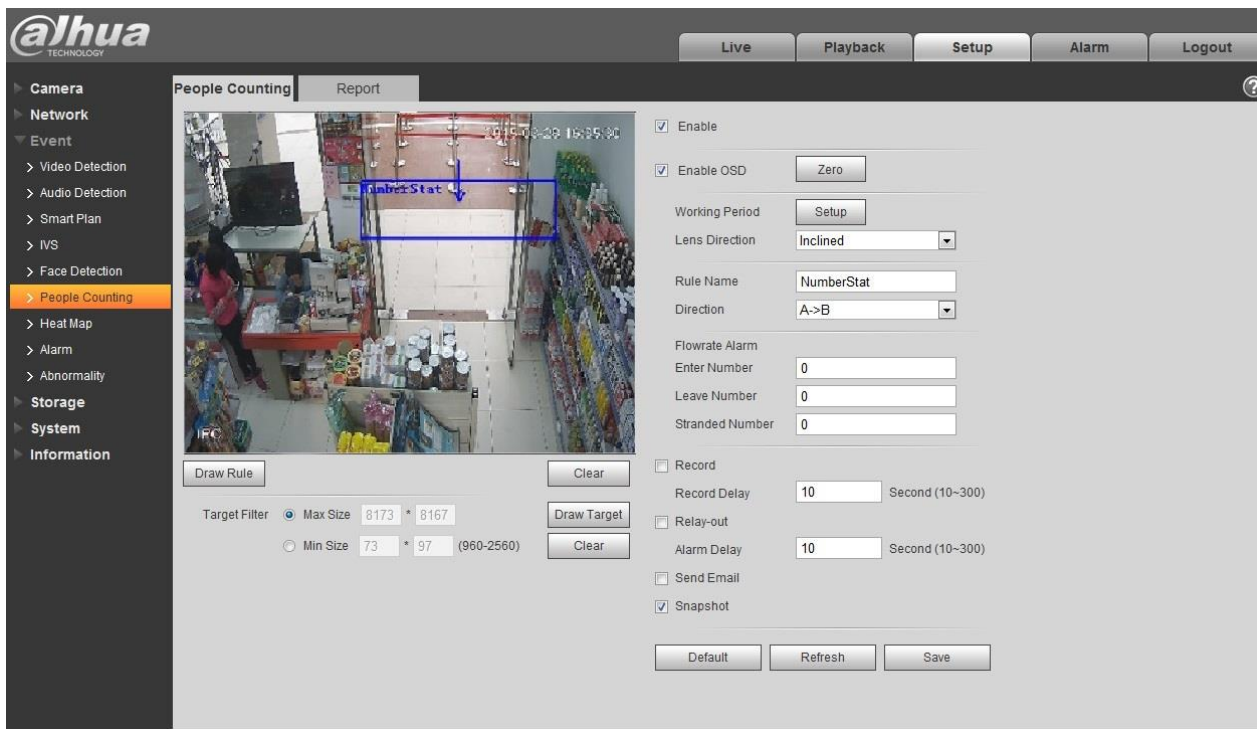 alhua
TECHNOLOGY
Live
Playback
Setup
Alarm
Logout
Camera
Network
Event
> Video Detection
> Audio Detection
> Smart Plan
> IVS
> Face Detection
> People Counting
> Heat Map
> Alarm
> Abnormality
Storage
System
Information
People Counting
Report
?
NumberStat
IPC
Draw Rule
Clear
Target Filter
Max Size 8173 * 8167
Draw Target
Min Size 73 * 97 (960-2560)
Clear
Enable
Enable OSD
Zero
Working Period
Setup
Lens Direction
Inclined
Rule Name
NumberStat
Direction
A->B
Flowrate Alarm
Enter Number
0
Leave Number
0
Stranded Number
0
Record
Record Delay
10
Second (10~300)
Relay-out
Alarm Delay
10
Second (10~300)
Send Email
Snapshot
Default
Refresh
Save